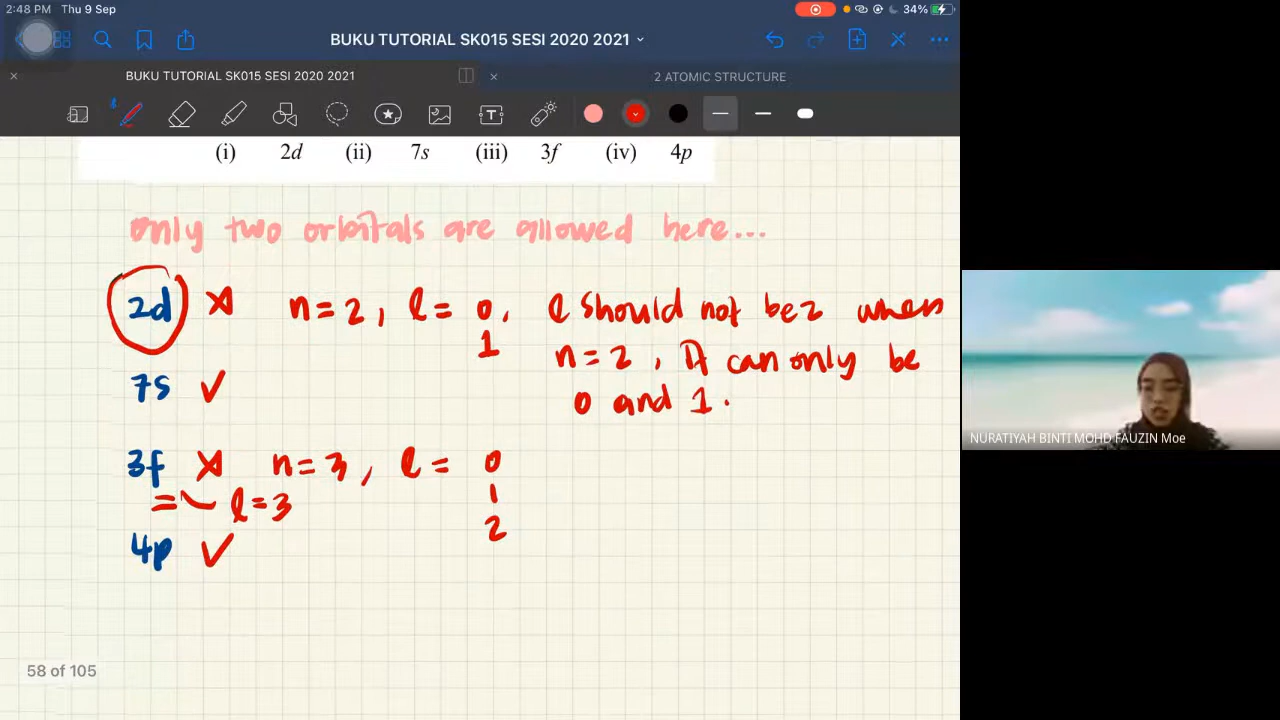 2:48 PM Thu 9 Sep
34%
BUKU TUTORIAL SK015 SESI 2020 2021
BUKU TUTORIAL SK015 SESI 2020 2021
2 ATOMIC STRUCTURE
(i) 2d (ii) 7s (iii) 3f (iv) 4p
only two orbitals are allowed here...
2d n = 2, l = 0, l should not be 2 when
1 n = 2, It can only be
7s ✓ 0 and 1.
3f n = 3, l = 0
= l = 3 1
2
4p ✓
58 of 105
NURATIYAH BINTI MOHD FAUZIN Moe